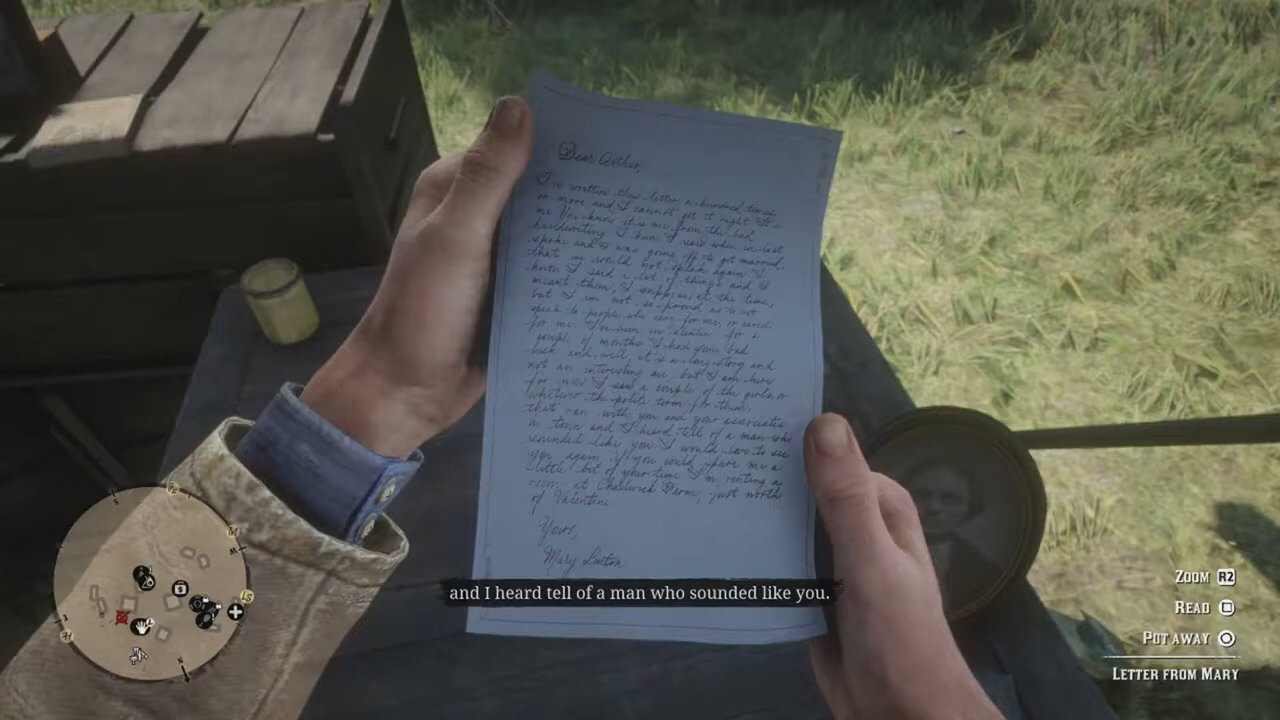 Dear Arthur,
I've written this letter a hundred times
or more and I cannot get it right. It's
me. You know it is me from the bad
handwriting. I know I said when we last
spoke and I was going off to get married,
that we would not speak again. I
know I said a lot of things and I
meant them, I suppose, at the time,
but I am not so proud as to not
speak to people who care for me, or cared
for me. I've been in Valentine for a
couple of months. I had some bad
luck and, well, it's a long story and
not an interesting one, but I am here
for now. I saw a couple of the girls, or
whatever the polite term for them,
that ran with you and your associates
in town and I heard tell of a man who
sounded like you. I would love to see
you again, if you could spare me a
little bit of your time. I'm renting a
room at Chadwick Farm, just north
of Valentine.
Yours,
Mary Linton
and I heard tell of a man who sounded like you.
ZOOM R2
READ
PUT AWAY
LETTER FROM MARY